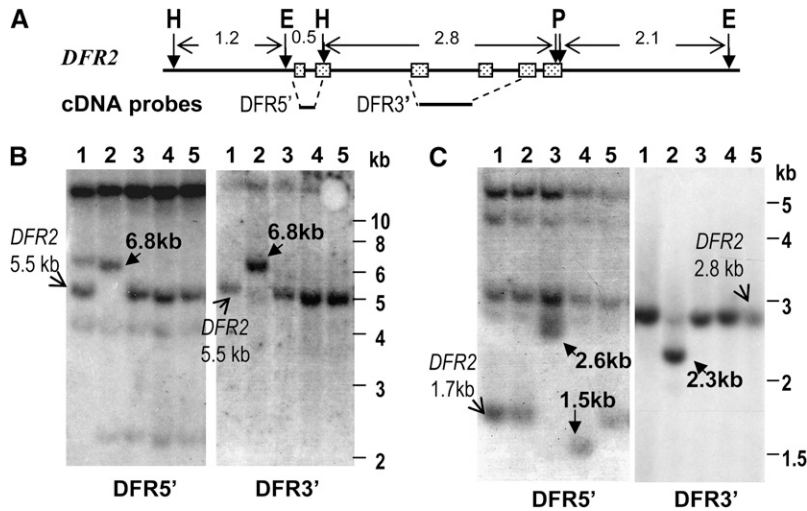 A
H E H P E
1.2 0.5 2.8 2.1
DFR2
cDNA probes DFR5' DFR3'
B
1 2 3 4 5 1 2 3 4 5 kb
10
8
6
5
4
3
2
DFR2
5.5 kb
6.8kb
6.8kb
DFR2
5.5 kb
DFR5' DFR3'
C
1 2 3 4 5 1 2 3 4 5 kb
5
4
3
2
1.5
DFR2
2.8 kb
2.6kb
DFR2
1.7kb
1.5kb
2.3kb
DFR5' DFR3'